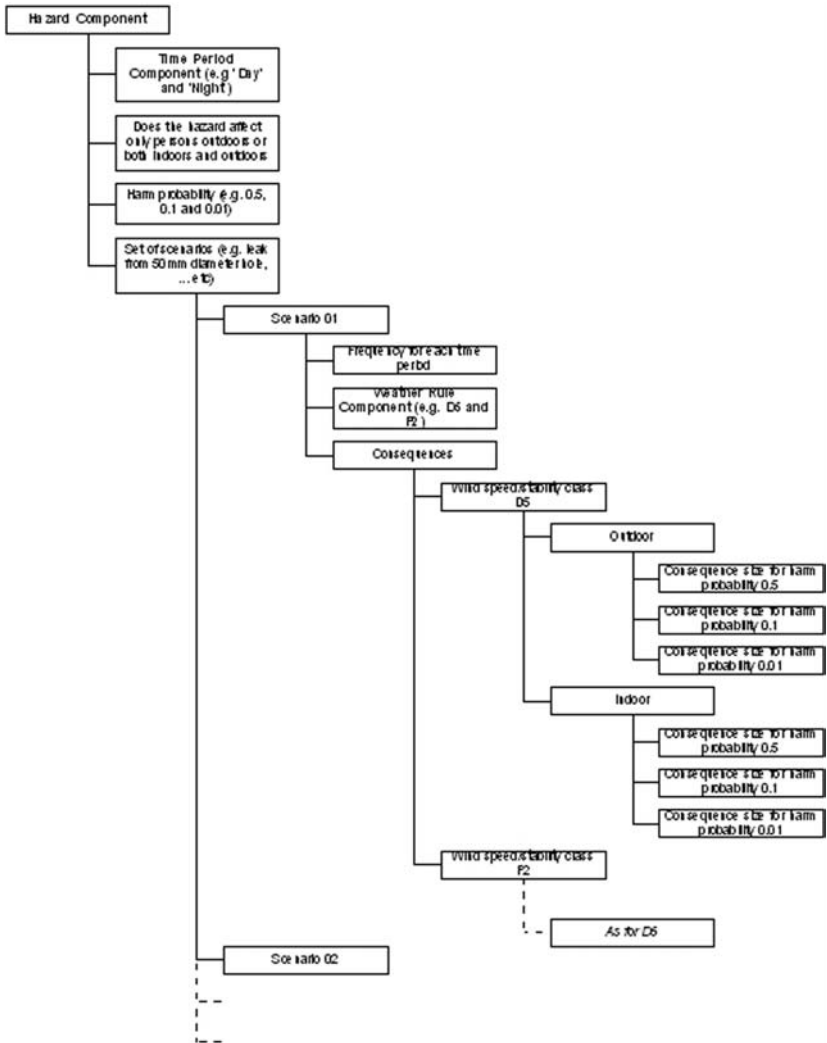 Hazard Component
Time Period
Component (e.g 'Day'
and 'Night')
Does the hazard affect
only persons outdoors or
both indoors and outdoors
Harm probability (e.g. 0.5,
0.1 and 0.01)
Set of scenarios (e.g. leak
from 50mm diameter hole,
... etc)
Scenario 01
Frequency for each time
period
Weather Rule
Component (e.g. D5 and
F2)
Consequences
Wind speed/stability class
D5
Outdoor
Consequence size for harm
probability 0.5
Consequence size for harm
probability 0.1
Consequence size for harm
probability 0.01
Indoor
Consequence size for harm
probability 0.5
Consequence size for harm
probability 0.1
Consequence size for harm
probability 0.01
Wind speed/stability class
F2
As for D5
Scenario 02